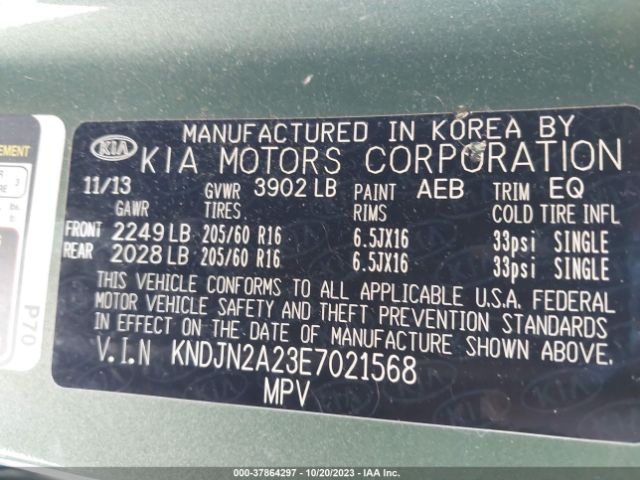 MANUFACTURED IN KOREA BY
KIA KIA MOTORS CORPORATION
11/13 GVWR 3902 LB PAINT AEB TRIM EQ
GAWR TIRES RIMS COLD TIRE INFL
FRONT 2249 LB 205/60 R16 6.5JX16 33psi SINGLE
REAR 2028 LB 205/60 R16 6.5JX16 33psi SINGLE
THIS VEHICLE CONFORMS TO ALL APPLICABLE U.S.A. FEDERAL
MOTOR VEHICLE SAFETY AND THEFT PREVENTION STANDARDS
IN EFFECT ON THE DATE OF MANUFACTURE SHOWN ABOVE.
V.I.N KNDJN2A23E7021568
MPV
P70
000-37864297 - 10/20/2023 - IAA Inc.